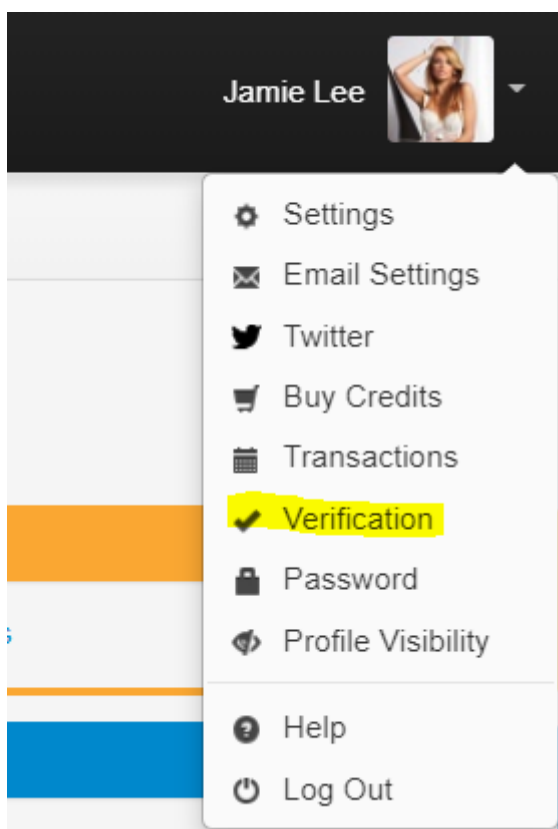 Jamie Lee
Settings
Email Settings
Twitter
Buy Credits
Transactions
Verification
Password
s
Profile Visibility
Help
Log Out